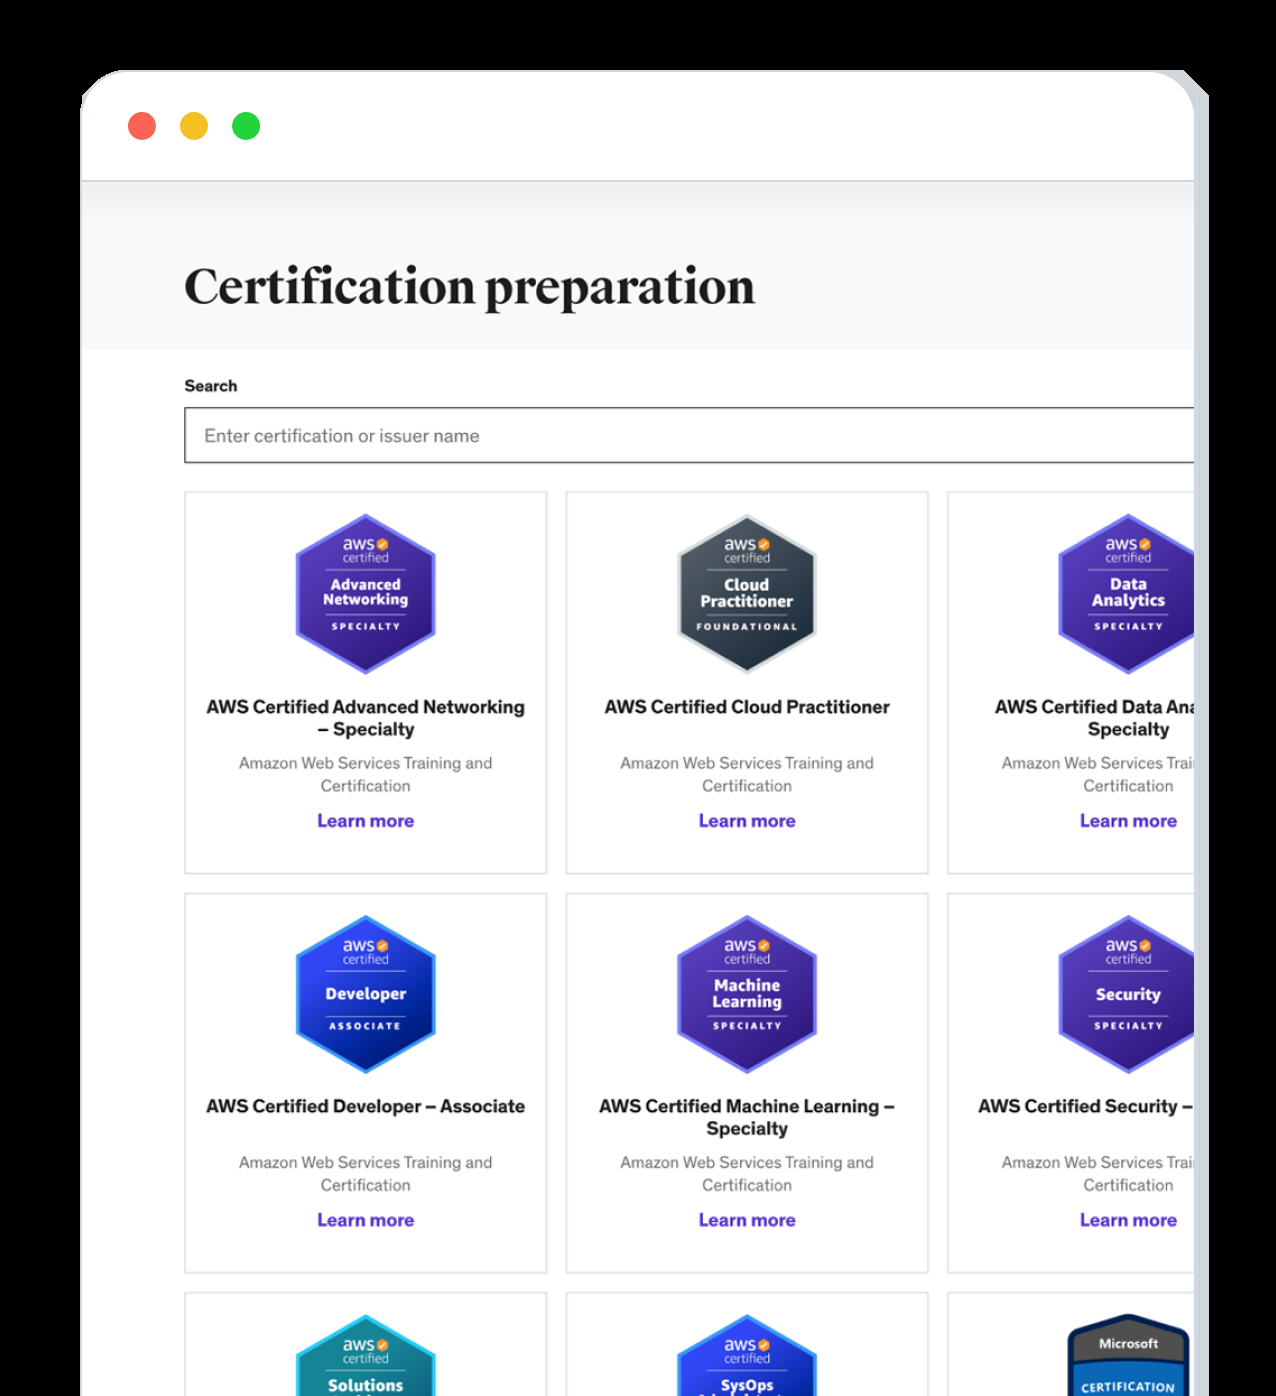 Certification preparation
Search
Enter certification or issuer name
aws
certified
Advanced
Networking
SPECIALTY
AWS Certified Advanced Networking
– Specialty
Amazon Web Services Training and
Certification
Learn more
aws
certified
Cloud
Practitioner
FOUNDATIONAL
AWS Certified Cloud Practitioner
Amazon Web Services Training and
Certification
Learn more
aws
certified
Data
Analytics
SPECIALTY
AWS Certified Data Ana
Specialty
Amazon Web Services Trai
Certification
Learn more
aws
certified
Developer
ASSOCIATE
AWS Certified Developer – Associate
Amazon Web Services Training and
Certification
Learn more
aws
certified
Machine
Learning
SPECIALTY
AWS Certified Machine Learning –
Specialty
Amazon Web Services Training and
Certification
Learn more
aws
certified
Security
SPECIALTY
AWS Certified Security –
Amazon Web Services Trai
Certification
Learn more
aws
certified
Solutions
aws
certified
SysOps
Microsoft
CERTIFICATION